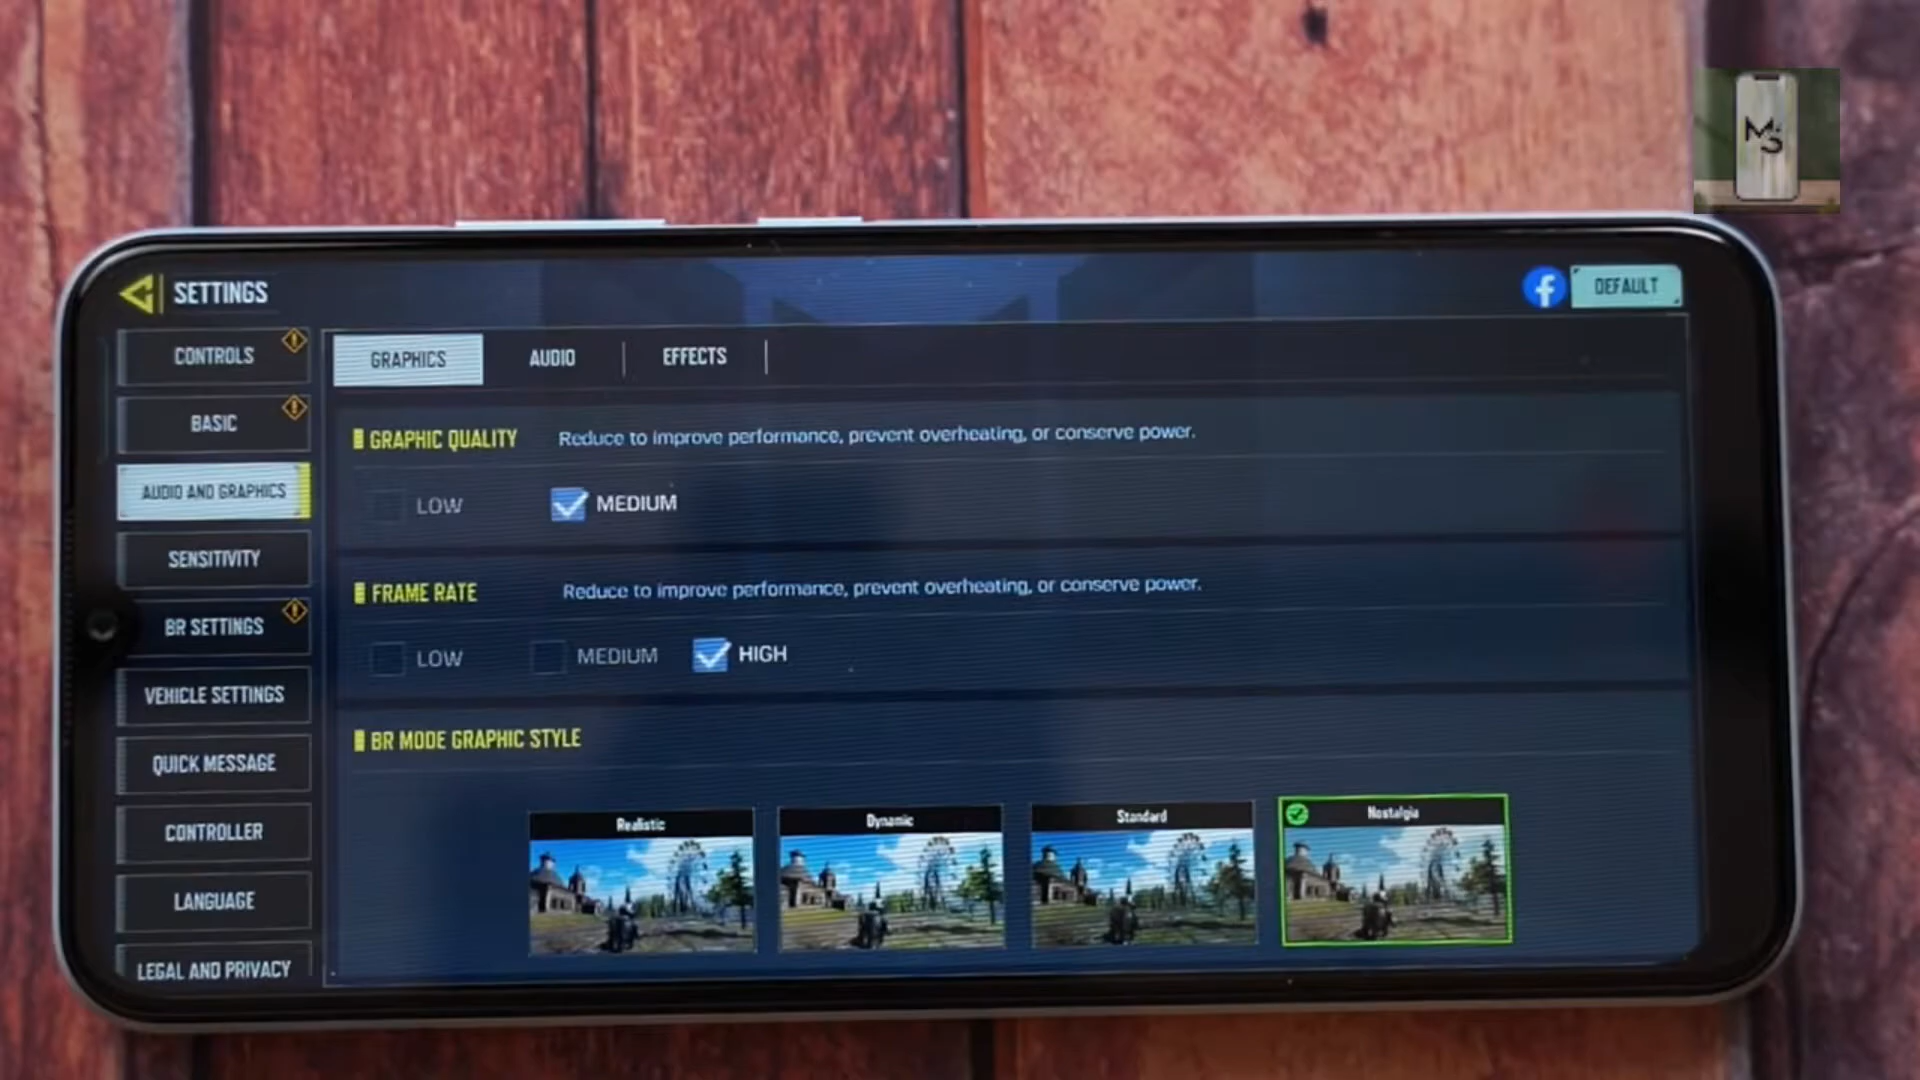 MS
SETTINGS
DEFAULT
CONTROLS
BASIC
AUDIO AND GRAPHICS
SENSITIVITY
BR SETTINGS
VEHICLE SETTINGS
QUICK MESSAGE
CONTROLLER
LANGUAGE
LEGAL AND PRIVACY
GRAPHICS
AUDIO
EFFECTS
GRAPHIC QUALITY
Reduce to improve performance, prevent overheating, or conserve power.
LOW
MEDIUM
FRAME RATE
Reduce to improve performance, prevent overheating, or conserve power.
LOW
MEDIUM
HIGH
BR MODE GRAPHIC STYLE
Realistic
Dynamic
Standard
Nostalgia